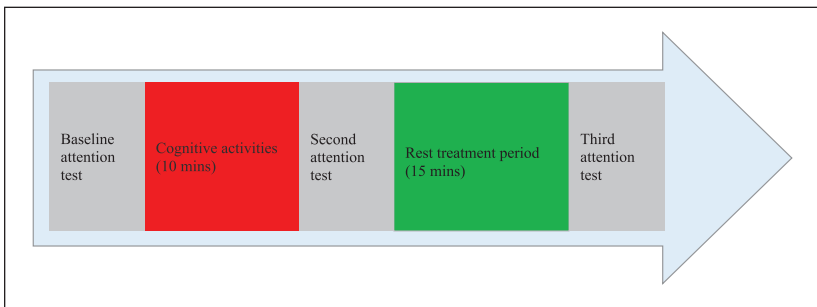 Baseline
attention
test
Cognitive activities
(10 mins)
Second
attention
test
Rest treatment period
(15 mins)
Third
attention
test